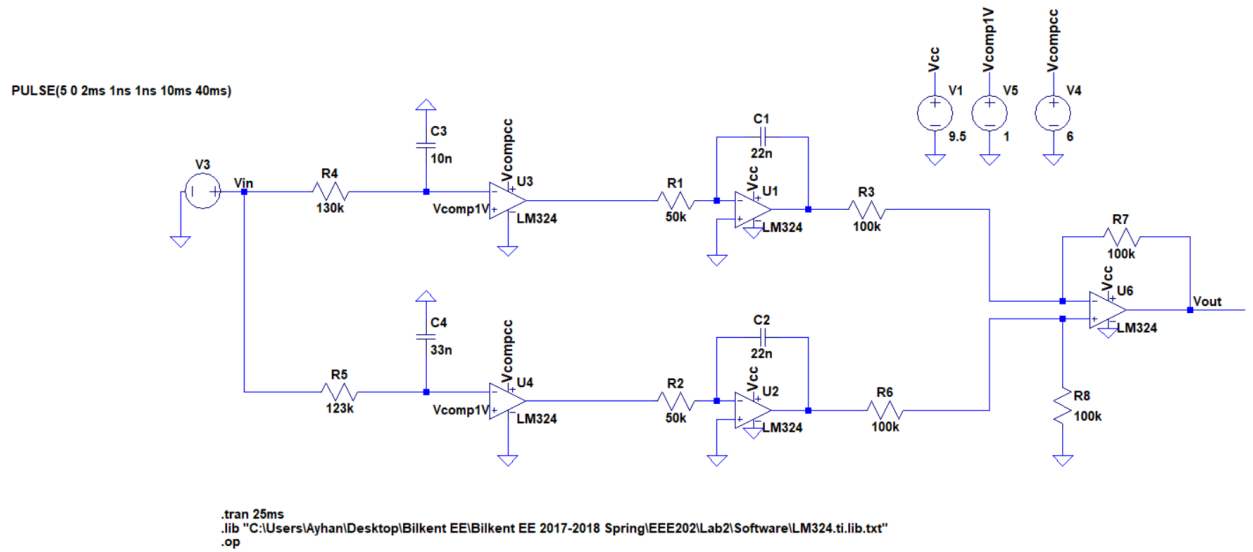 Vcc
Vcomp1V
Vcompcc
V1
V5
V4
9.5
1
6
PULSE(5 0 2ms 1ns 1ns 10ms 40ms)
C3
10n
Vcompcc
C1
22n
V3
Vin
R4
130k
U3
Vcomp1V
LM324
R1
50k
Vcc
U1
LM324
R3
100k
R7
100k
Vcc
U6
LM324
Vout
C4
33n
Vcompcc
C2
22n
R5
123k
U4
Vcomp1V
LM324
R2
50k
Vcc
U2
LM324
R6
100k
R8
100k
.tran 25ms
.lib "C:\Users\Ayhan\Desktop\Bilkent EE\Bilkent EE 2017-2018 Spring\EEE202\Lab2\Software\LM324.ti.lib.txt"
.op